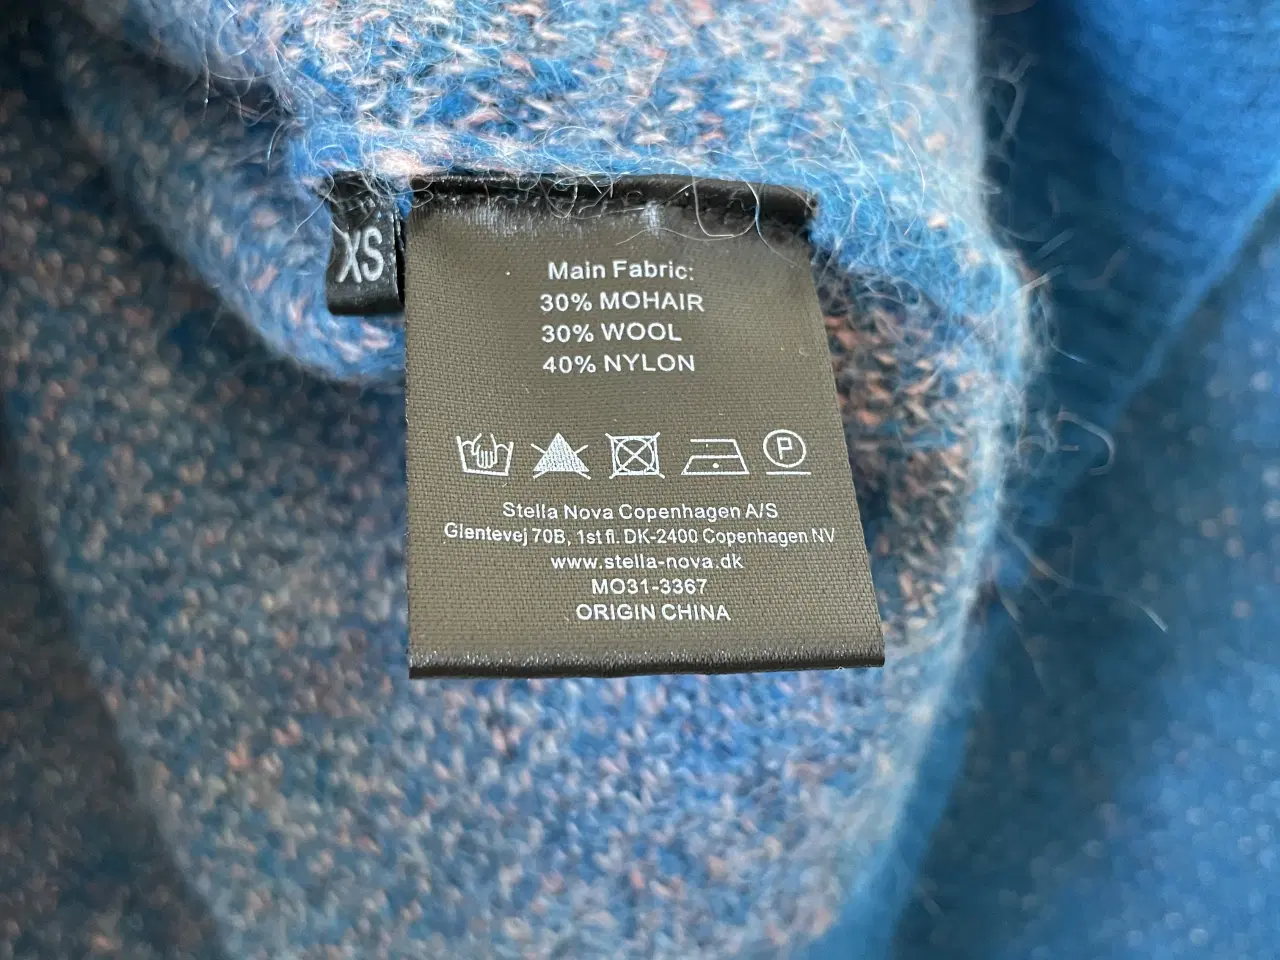 XS
Main Fabric:
30% MOHAIR
30% WOOL
40% NYLON
P
Stella Nova Copenhagen A/S
Glentevej 70B, 1st fl. DK-2400 Copenhagen NV
www.stella-nova.dk
MO31-3367
ORIGIN CHINA